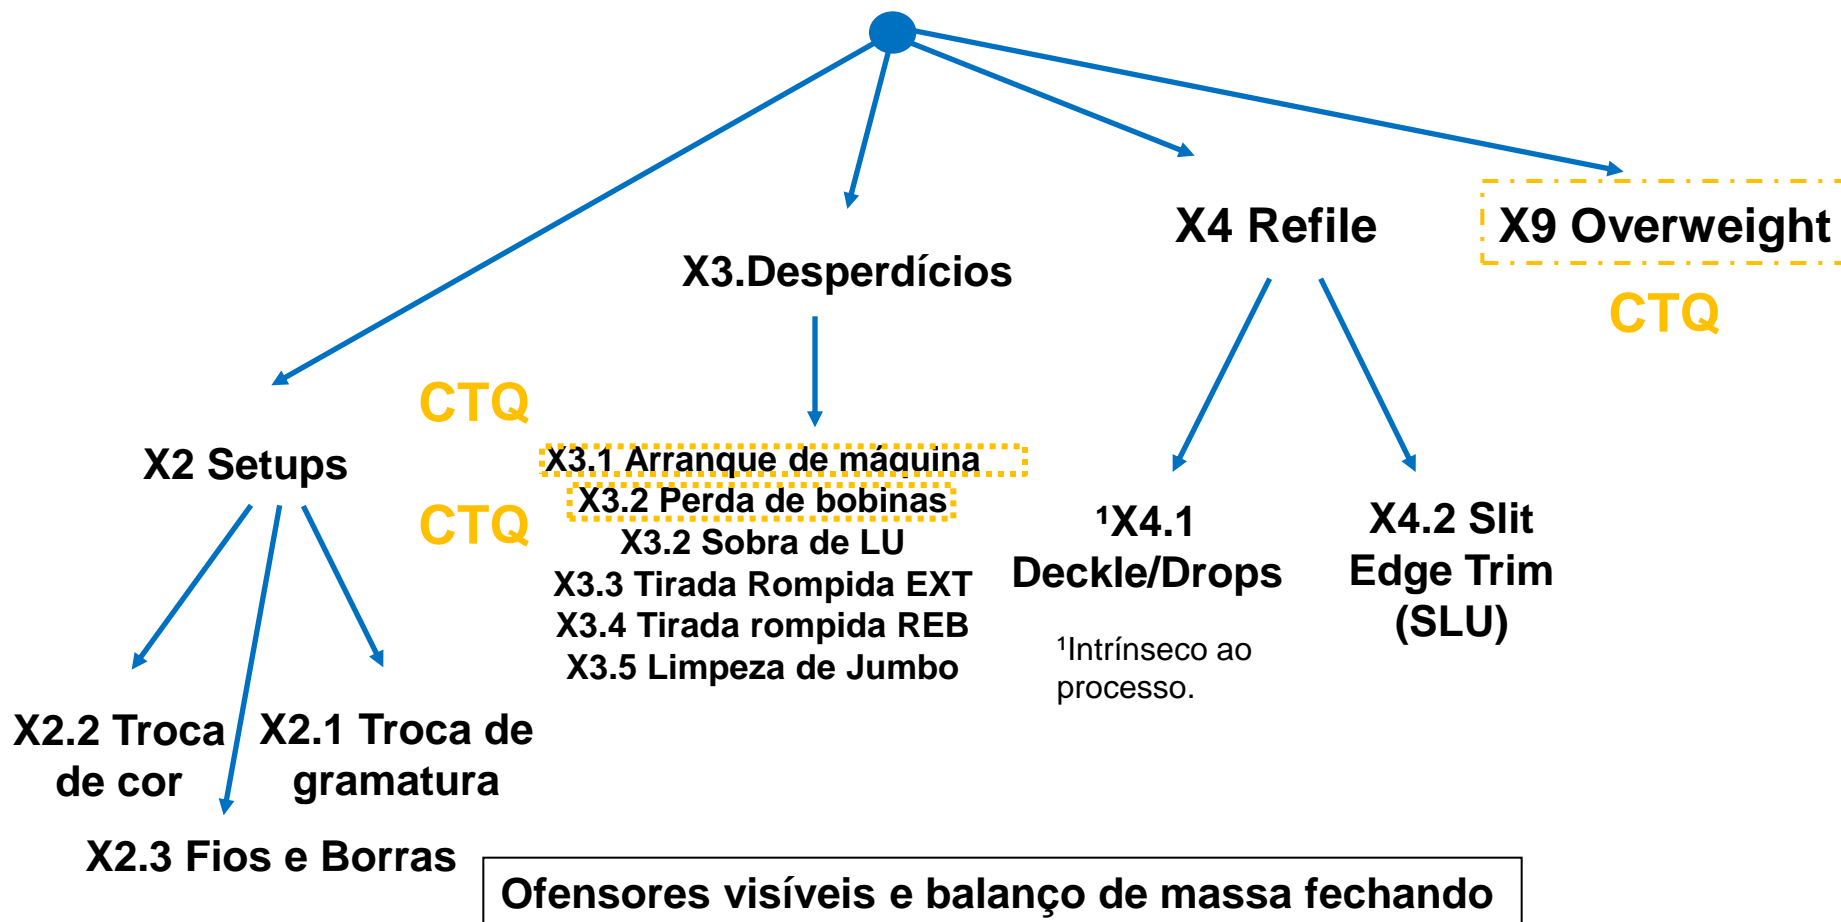 X4 Refile
X9 Overweight
X3.Desperdícios
CTQ
CTQ
X2 Setups
X3.1 Arranque de máquina
X3.2 Perda de bobinas
CTQ
X3.2 Sobra de LU
X3.3 Tirada Rompida EXT
X3.4 Tirada rompida REB
X3.5 Limpeza de Jumbo
¹X4.1
Deckle/Drops
X4.2 Slit
Edge Trim
(SLU)
¹Intrínseco ao
processo.
X2.2 Troca
de cor
X2.1 Troca de
gramatura
X2.3 Fios e Borras
Ofensores visíveis e balanço de massa fechando